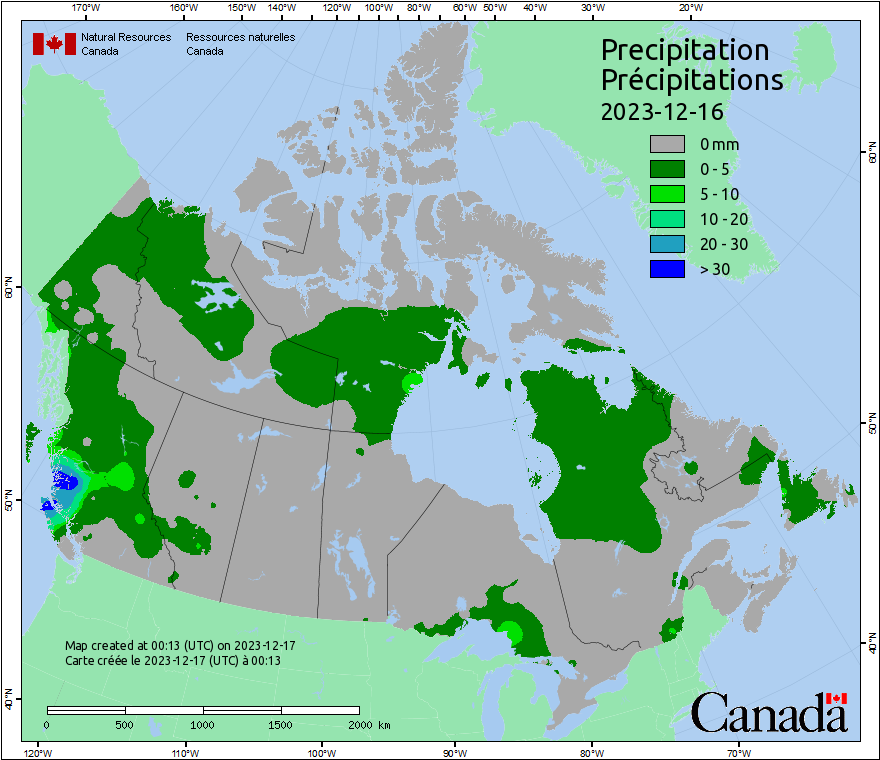 170°W 160°W 150°W 140°W 130°W 120°W 110°W 100°W 90°W 80°W 60°W 50°W 40°W 30°W 20°W
Natural Resources Ressources naturelles
Canada Canada
Precipitation
Précipitations
2023-12-16
0 mm
0 - 5
5 - 10
10 - 20
20 - 30
> 30
60°N 60°N
50°N 50°N
40°N 40°N
Map created at 00:13 (UTC) on 2023-12-17
Carte créée le 2023-12-17 (UTC) à 00:13
0 500 1000 1500 2000 km
Canada
120°W 110°W 100°W 90°W 80°W 70°W